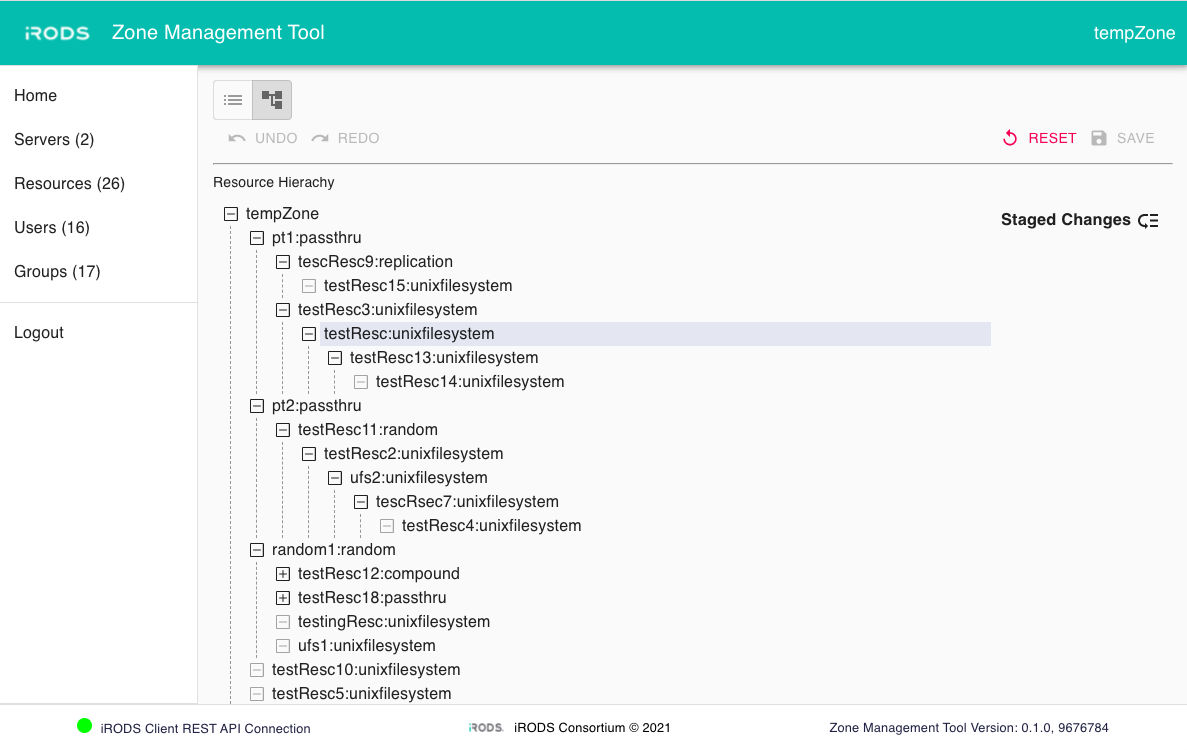 iRODS Zone Management Tool tempZone
Home
Servers (2)
Resources (26)
Users (16)
Groups (17)
Logout
UNDO REDO RESET SAVE
Resource Hierachy
Staged Changes
tempZone
pt1:passthru
tescResc9:replication
testResc15:unixfilesystem
testResc3:unixfilesystem
testResc:unixfilesystem
testResc13:unixfilesystem
testResc14:unixfilesystem
pt2:passthru
testResc11:random
testResc2:unixfilesystem
ufs2:unixfilesystem
tescRsec7:unixfilesystem
testResc4:unixfilesystem
random1:random
testResc12:compound
testResc18:passthru
testingResc:unixfilesystem
ufs1:unixfilesystem
testResc10:unixfilesystem
testResc5:unixfilesystem
iRODS Client REST API Connection iRODS iRODS Consortium © 2021 Zone Management Tool Version: 0.1.0, 9676784